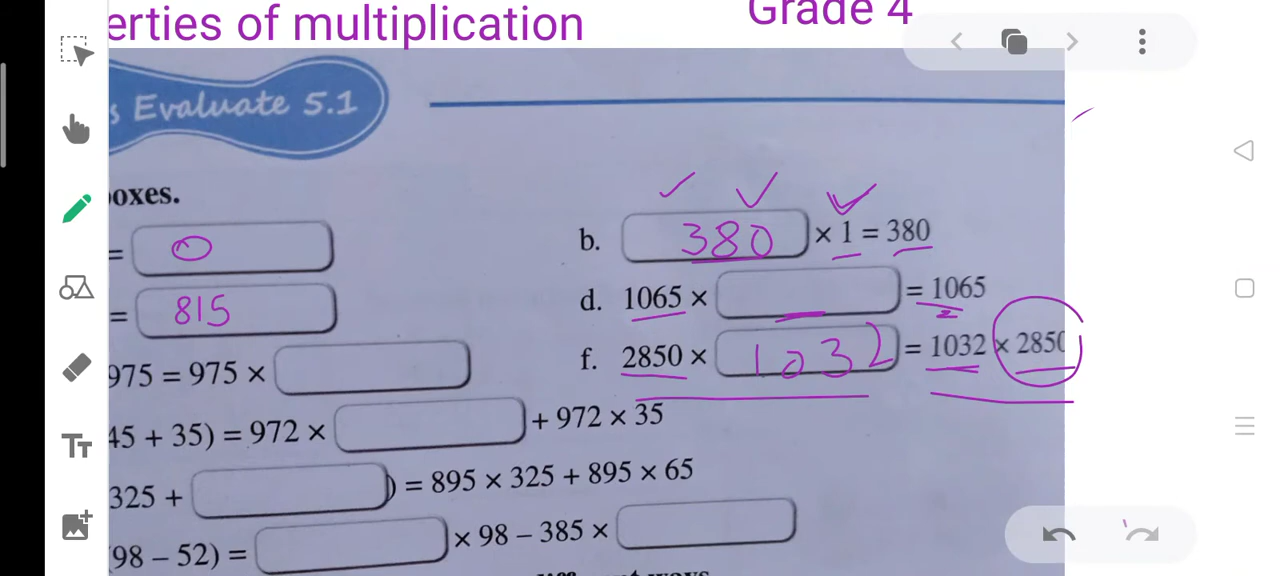 erties of multiplication
Grade 4
s Evaluate 5.1
oxes.
= 0
b. 380 × 1 = 380
= 815
d. 1065 × = 1065
f. 2850 × 1032 = 1032 × 2850
975 = 975 ×
45 + 35) = 972 × + 972 × 35
325 + ) = 895 × 325 + 895 × 65
98 – 52) = × 98 – 385 ×
TT